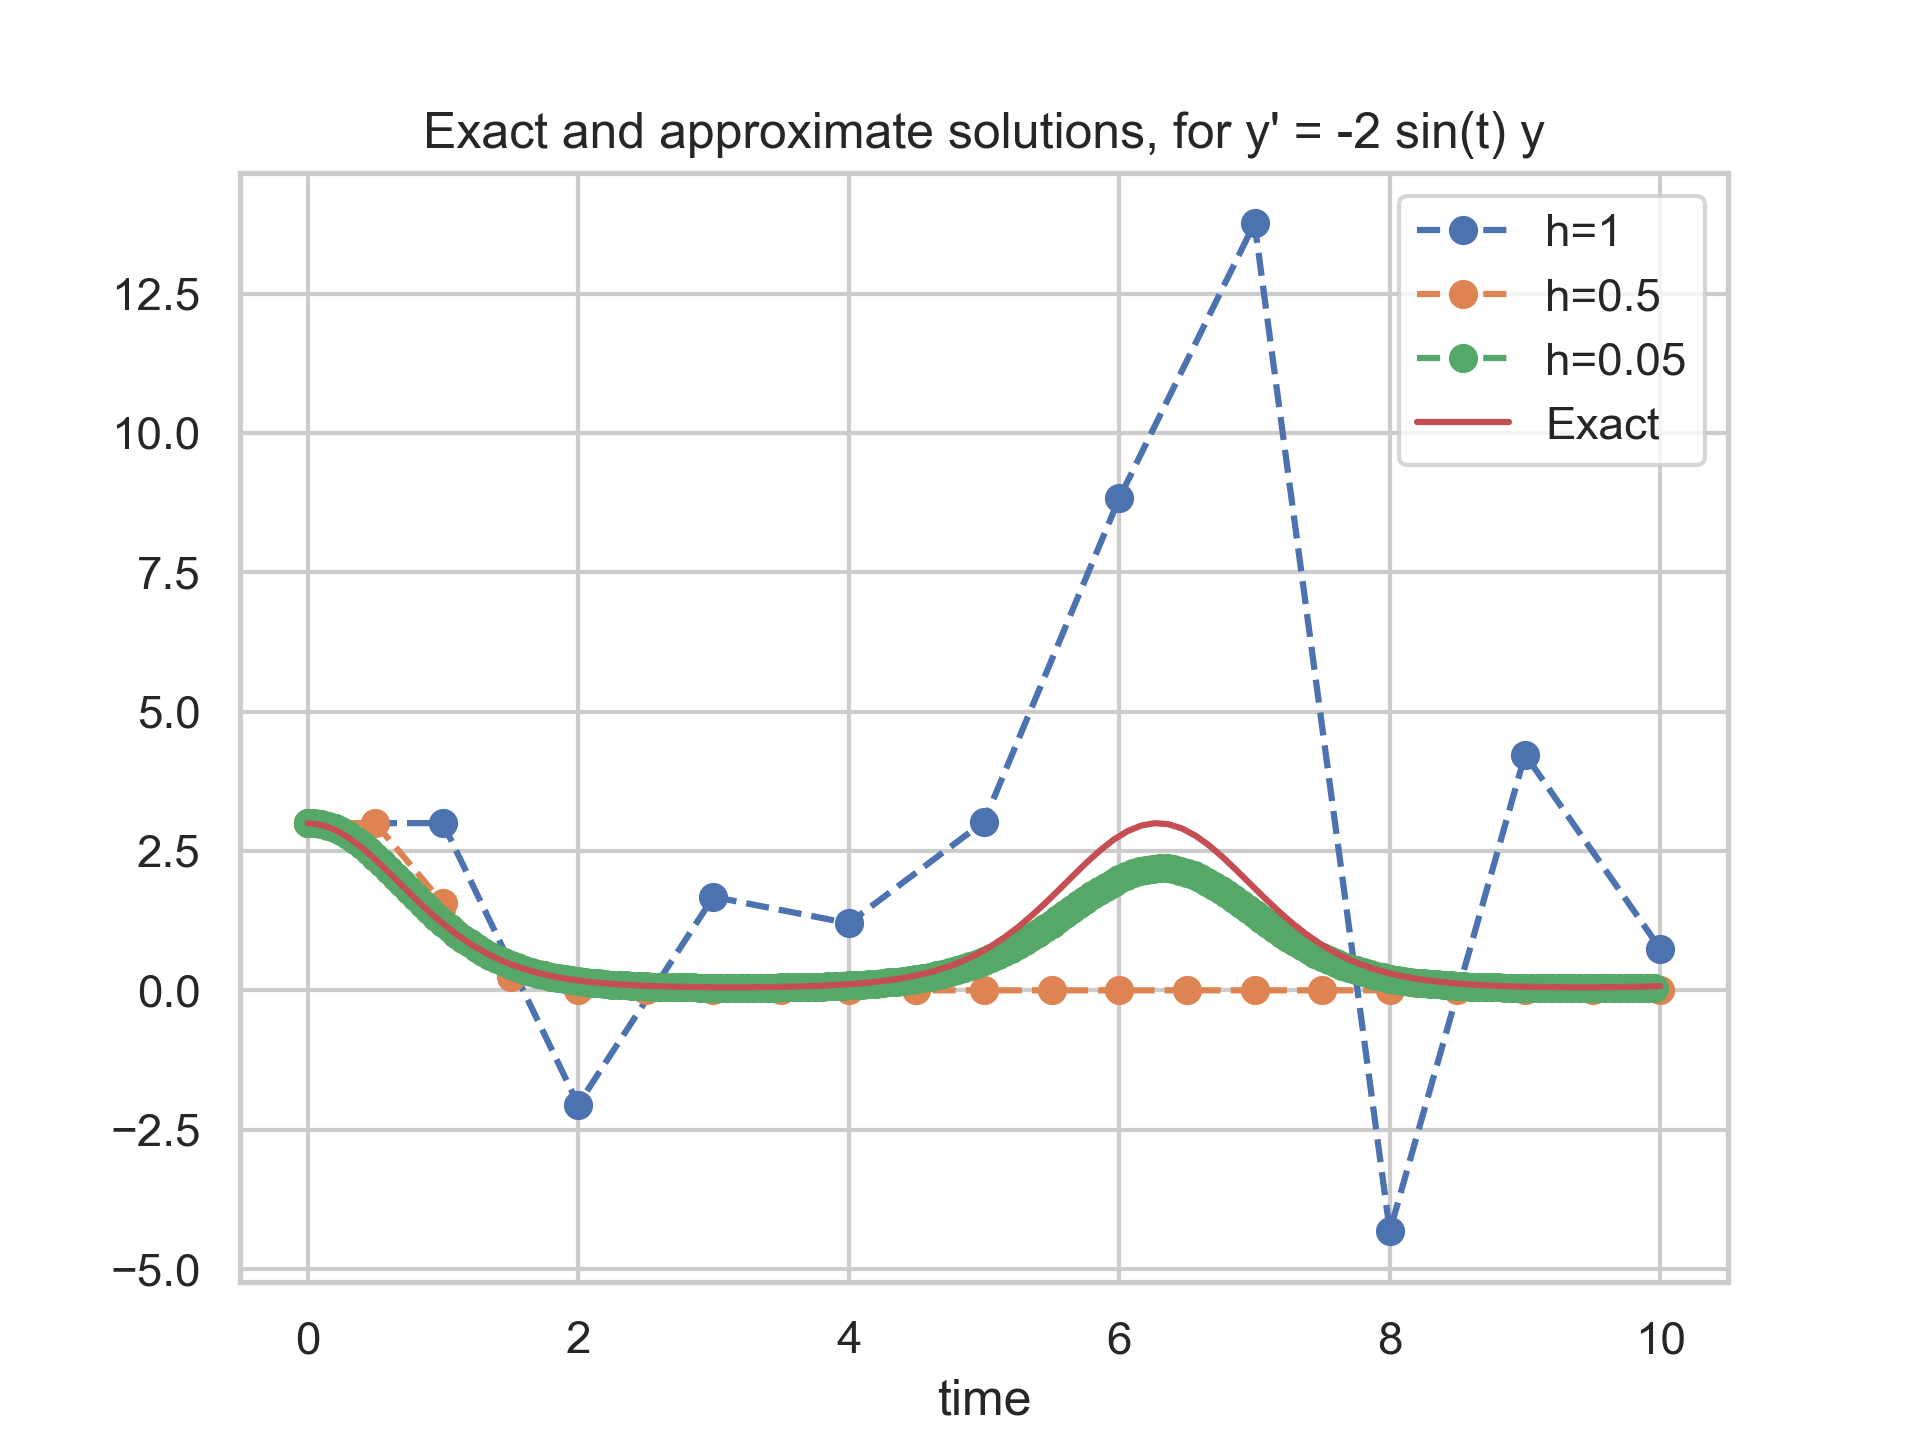 Exact and approximate solutions, for y' = -2 sin(t) y
h=1
h=0.5
h=0.05
Exact
12.5
10.0
7.5
5.0
2.5
0.0
−2.5
−5.0
0 2 4 6 8 10
time